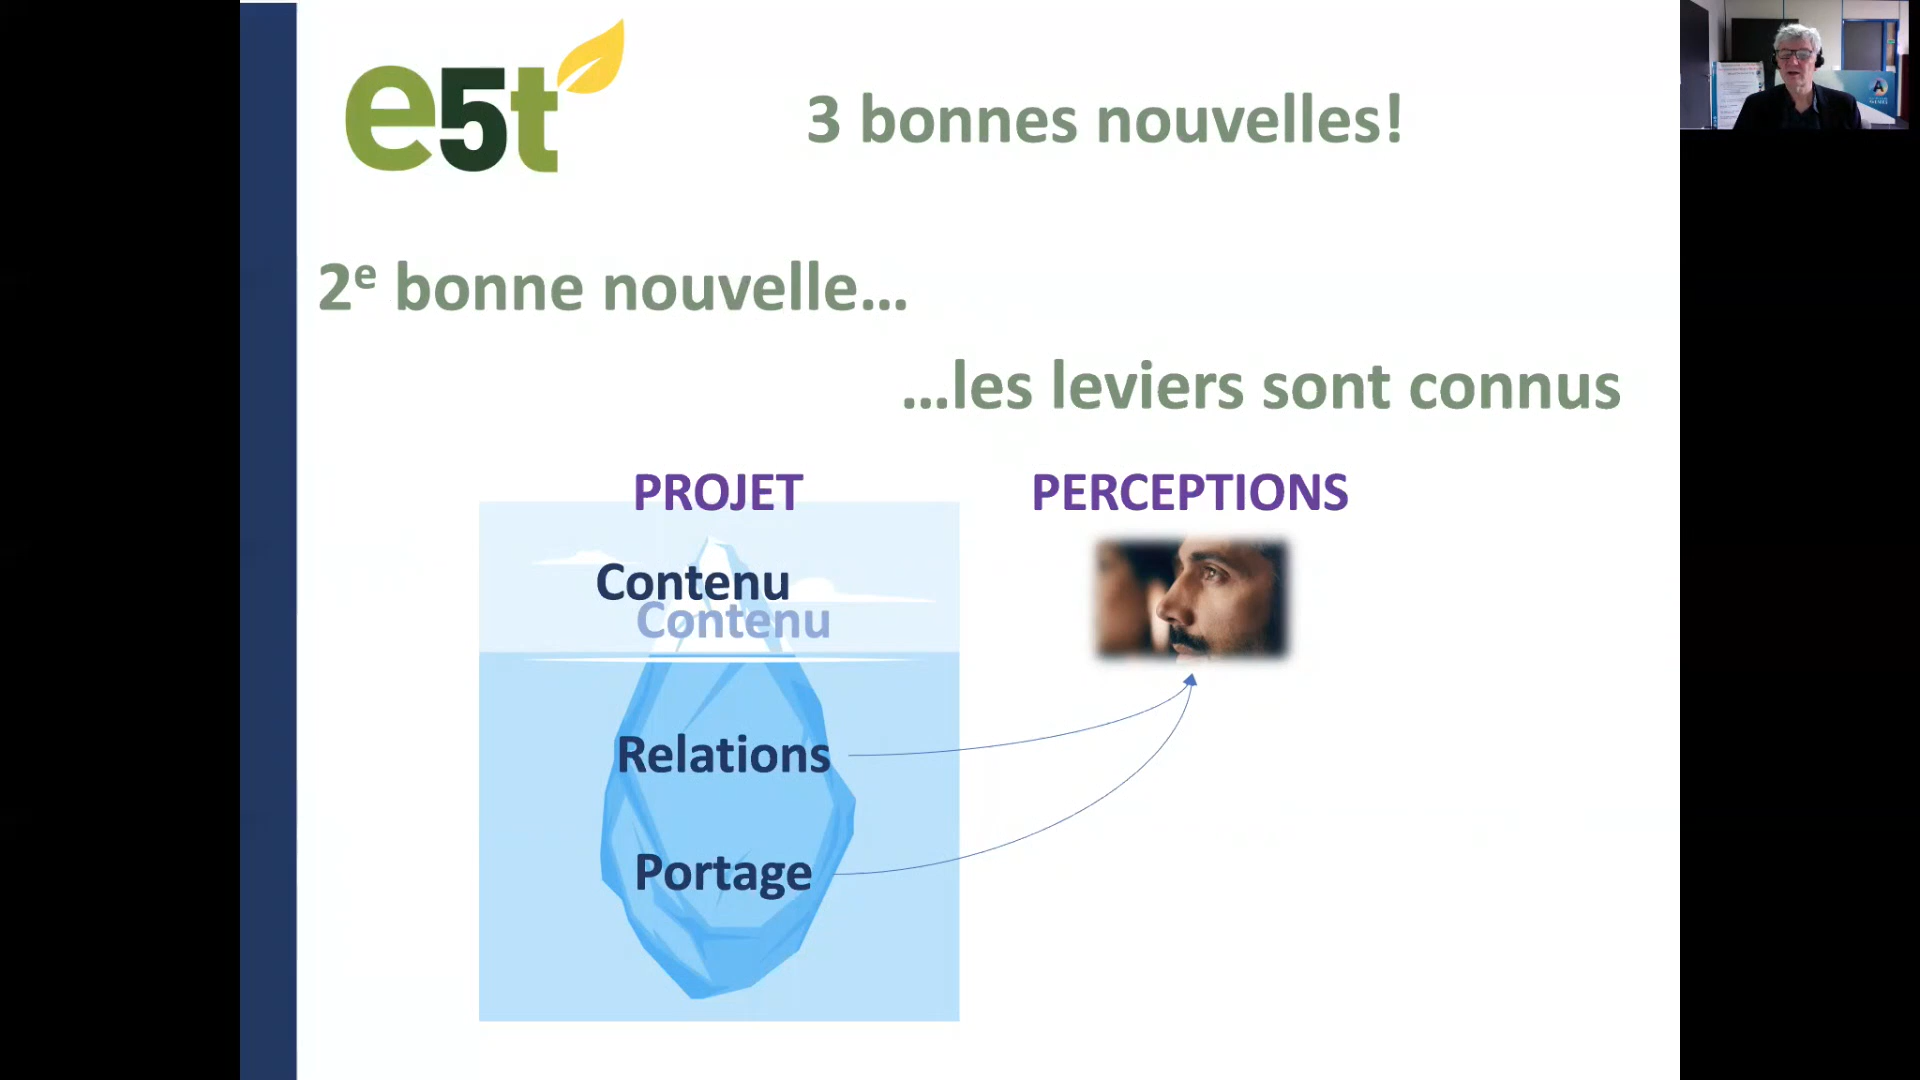 e5t
3 bonnes nouvelles!
2e bonne nouvelle...
...les leviers sont connus
PROJET
PERCEPTIONS
Contenu
Contenu
Relations
Portage
A